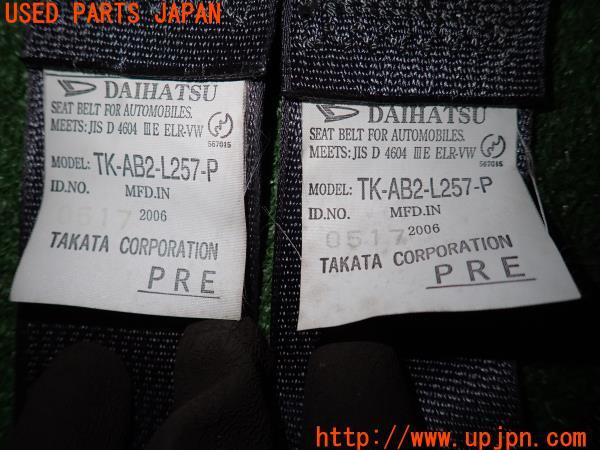 USED PARTS JAPAN
DAIHATSU
SEAT BELT FOR AUTOMOBILES.
MEETS: JIS D 4604 ⅢE ELR-VW
567015
MODEL: TK-AB2-L257-P
ID.NO. MFD.IN
0517 2006
TAKATA CORPORATION
PRE
DAIHATSU
SEAT BELT FOR AUTOMOBILES.
MEETS: JIS D 4604 ⅢE ELR-VW
567015
MODEL: TK-AB2-L257-P
ID.NO. MFD.IN
0517 2006
TAKATA CORPORATION
PRE
http://www.upjpn.com/